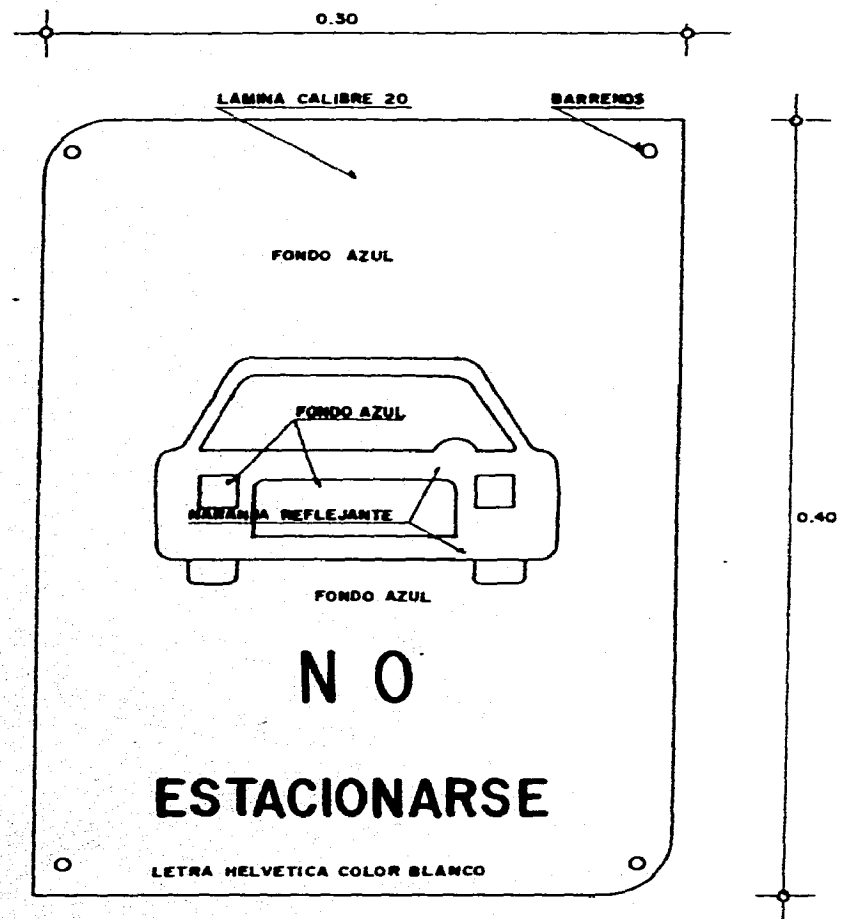 0.30
LAMINA CALIBRE 20
BARRENOS
FONDO AZUL
FONDO AZUL
NARANJA REFLEJANTE
0.40
FONDO AZUL
N O
ESTACIONARSE
LETRA HELVETICA COLOR BLANCO